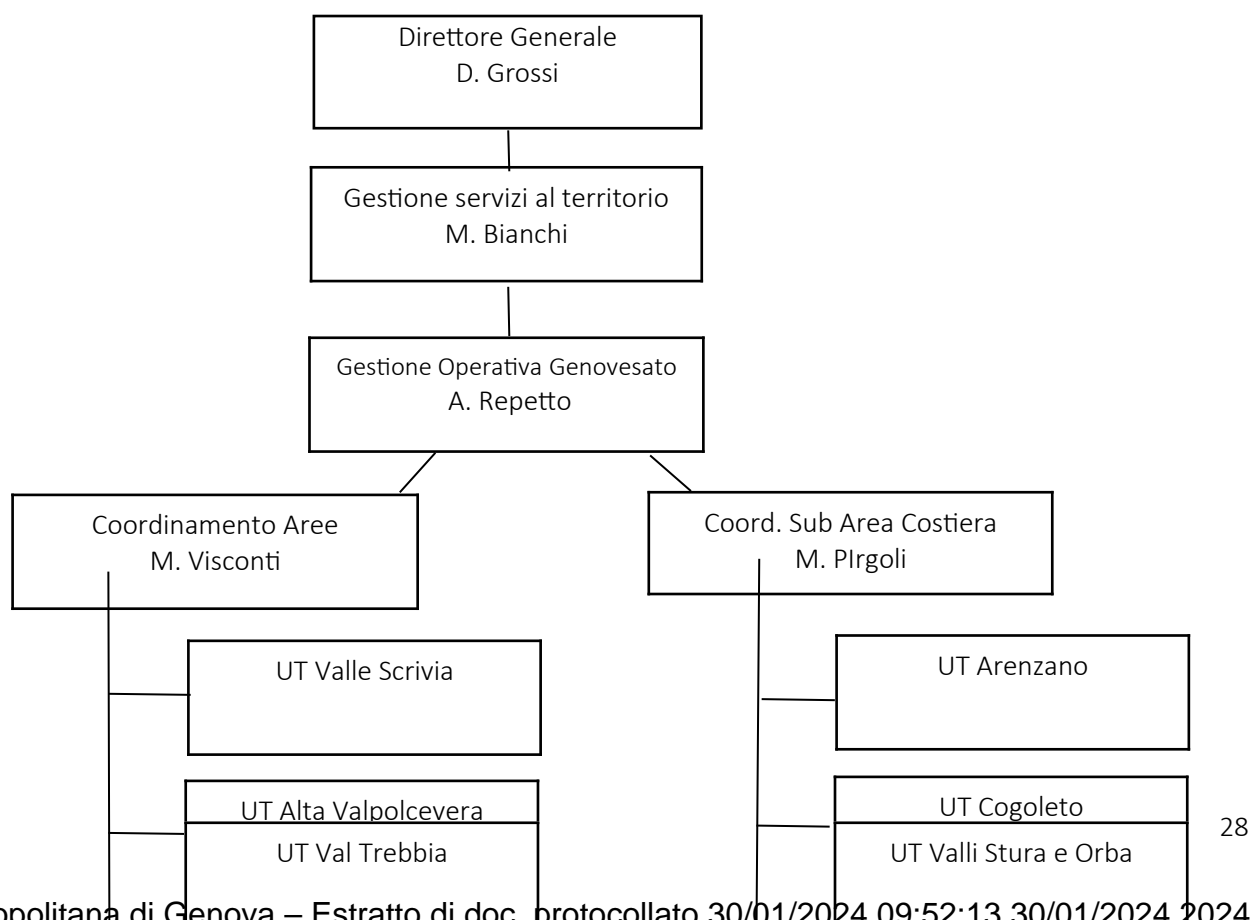 Direttore Generale
D. Grossi
Gestione servizi al territorio
M. Bianchi
Gestione Operativa Genovesato
A. Repetto
Coordinamento Aree
M. Visconti
Coord. Sub Area Costiera
M. PIrgoli
UT Valle Scrivia
UT Arenzano
UT Alta Valpolcevera
UT Cogoleto
28
UT Val Trebbia
UT Valli Stura e Orba
opolitana di Genova – Estratto di doc. protocollato 30/01/2024 09:52:13 30/01/2024 2024